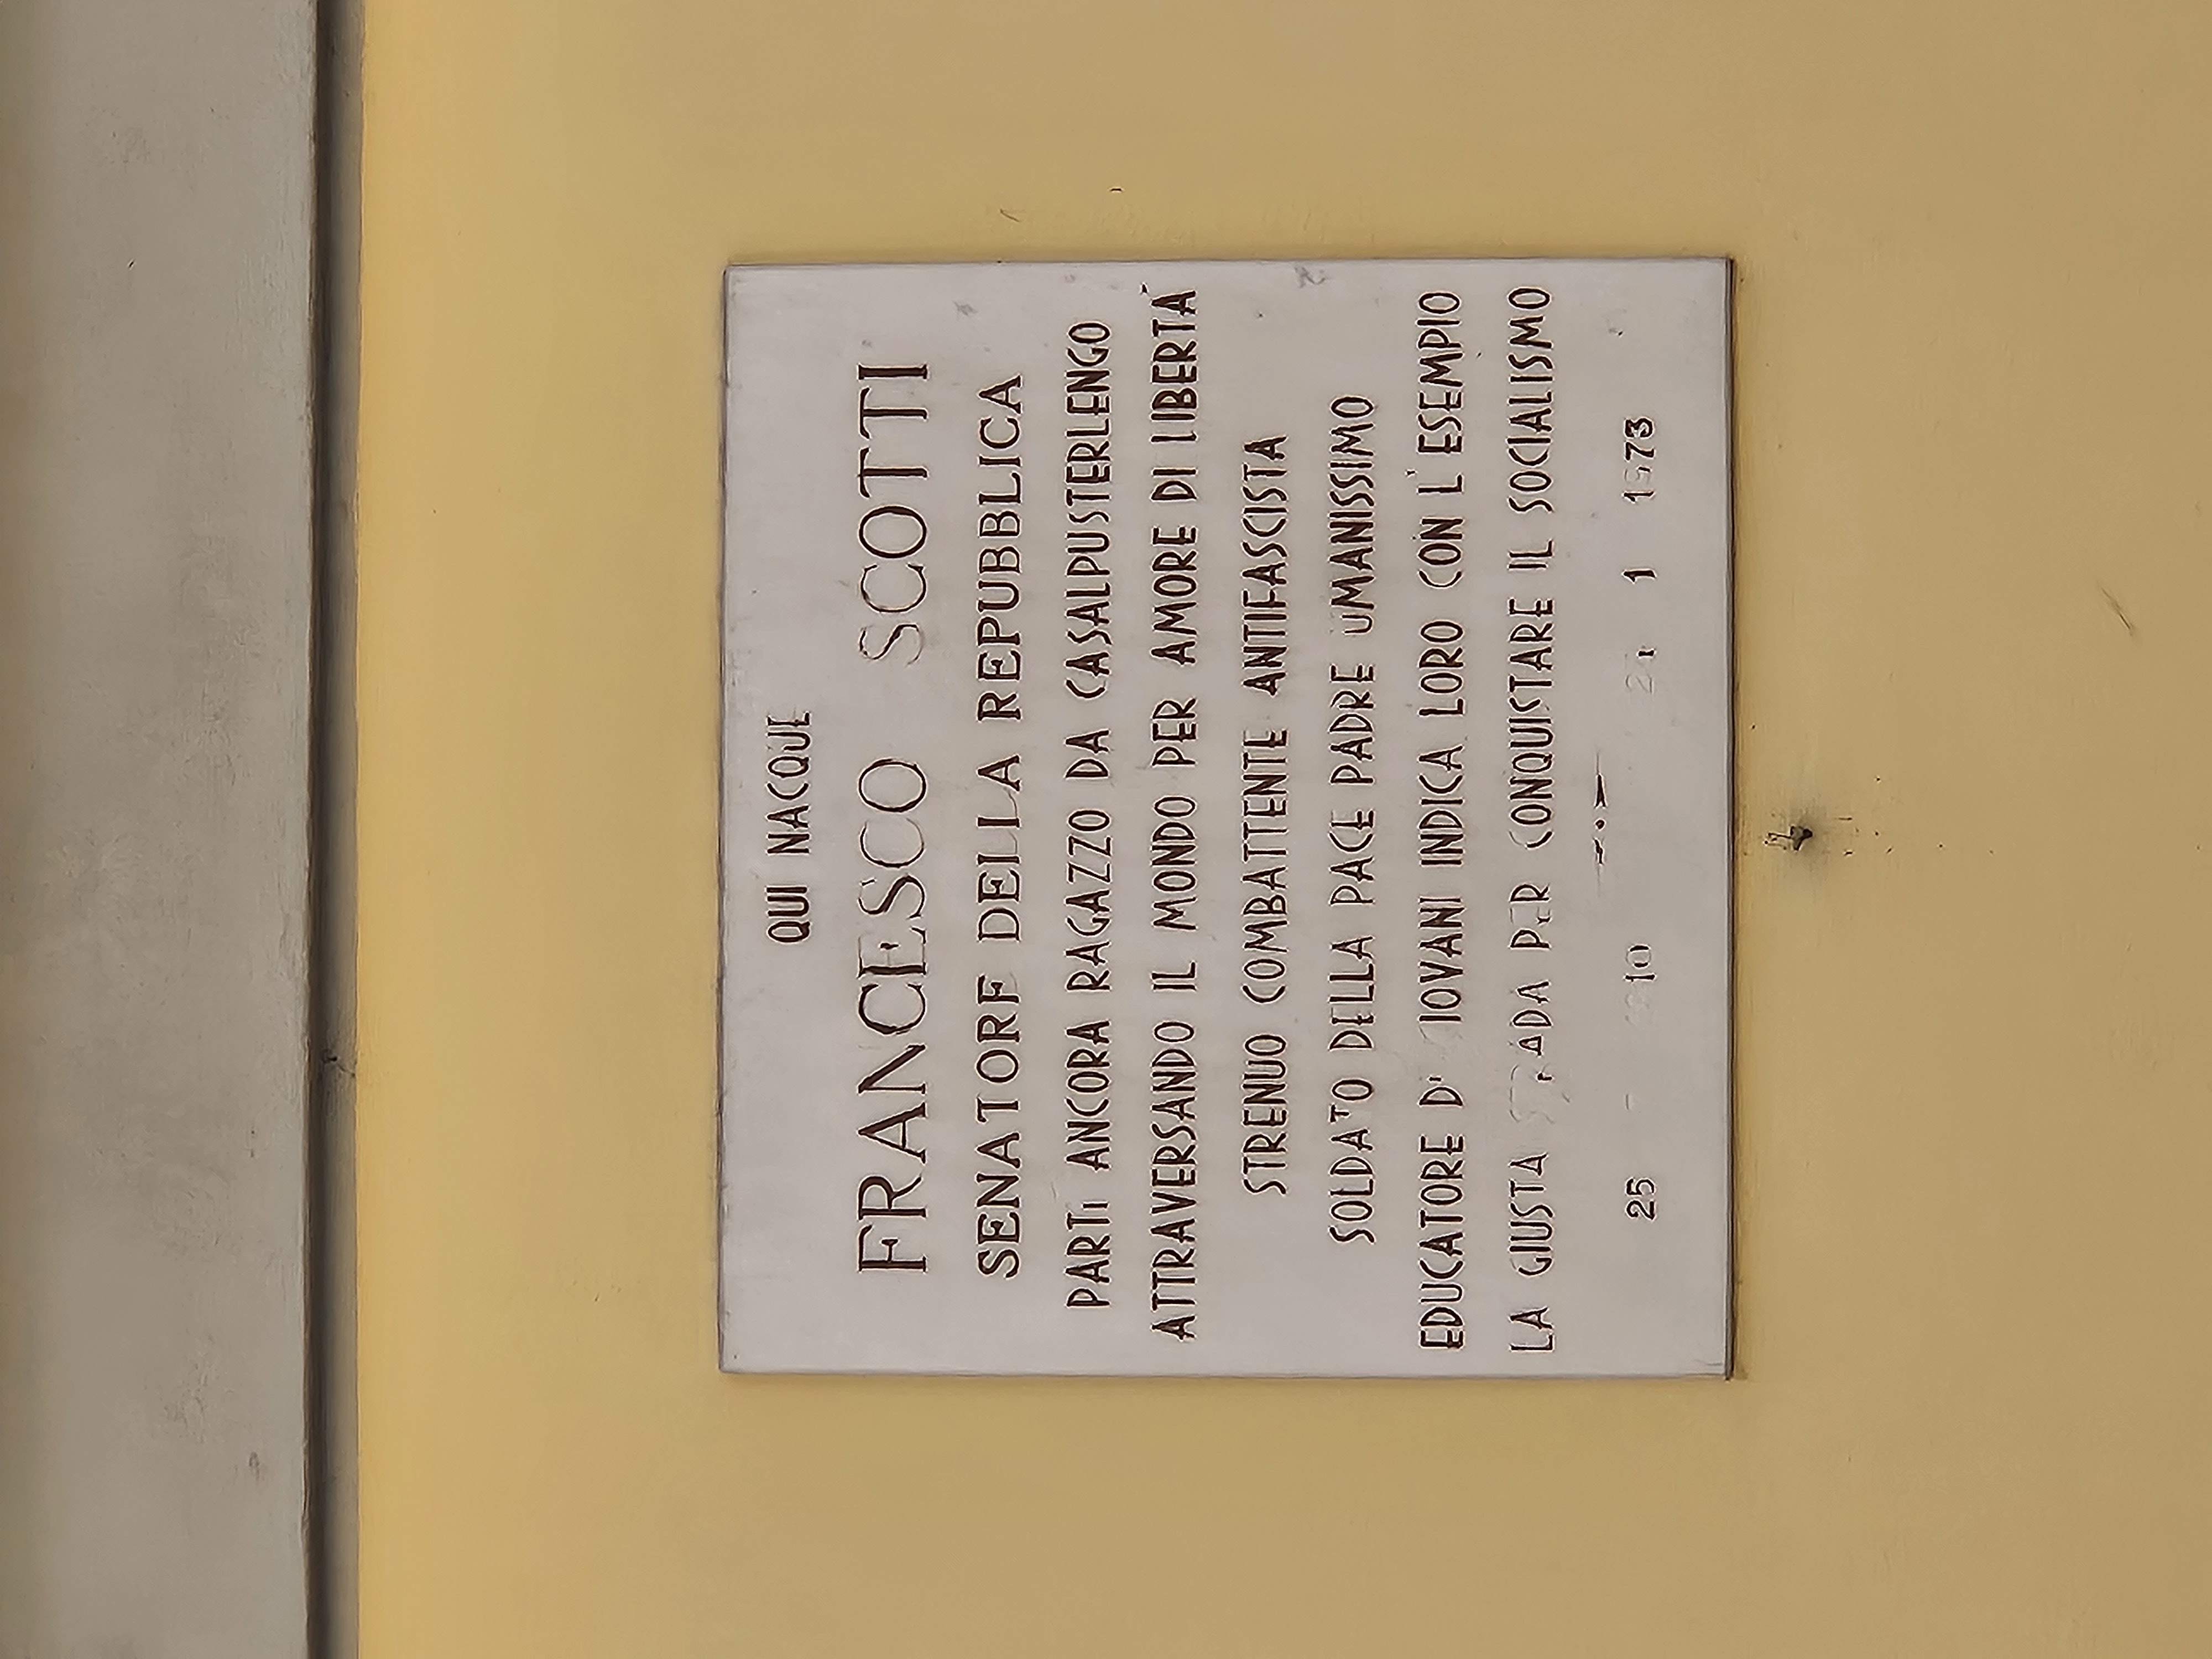 QUI NACQUE
FRANCESCO SCOTTI
SENATORE DELLA REPUBBLICA
PARTÌ ANCORA RAGAZZO DA CASALPUSTERLENGO
ATTRAVERSANDO IL MONDO PER AMORE DI LIBERTÀ
STRENUO COMBATTENTE ANTIFASCISTA
SOLDATO DELLA PACE PADRE UMANISSIMO
EDUCATORE DI GIOVANI INDICA LORO CON L'ESEMPIO
LA GIUSTA STRADA PER CONQUISTARE IL SOCIALISMO
25 1 1973